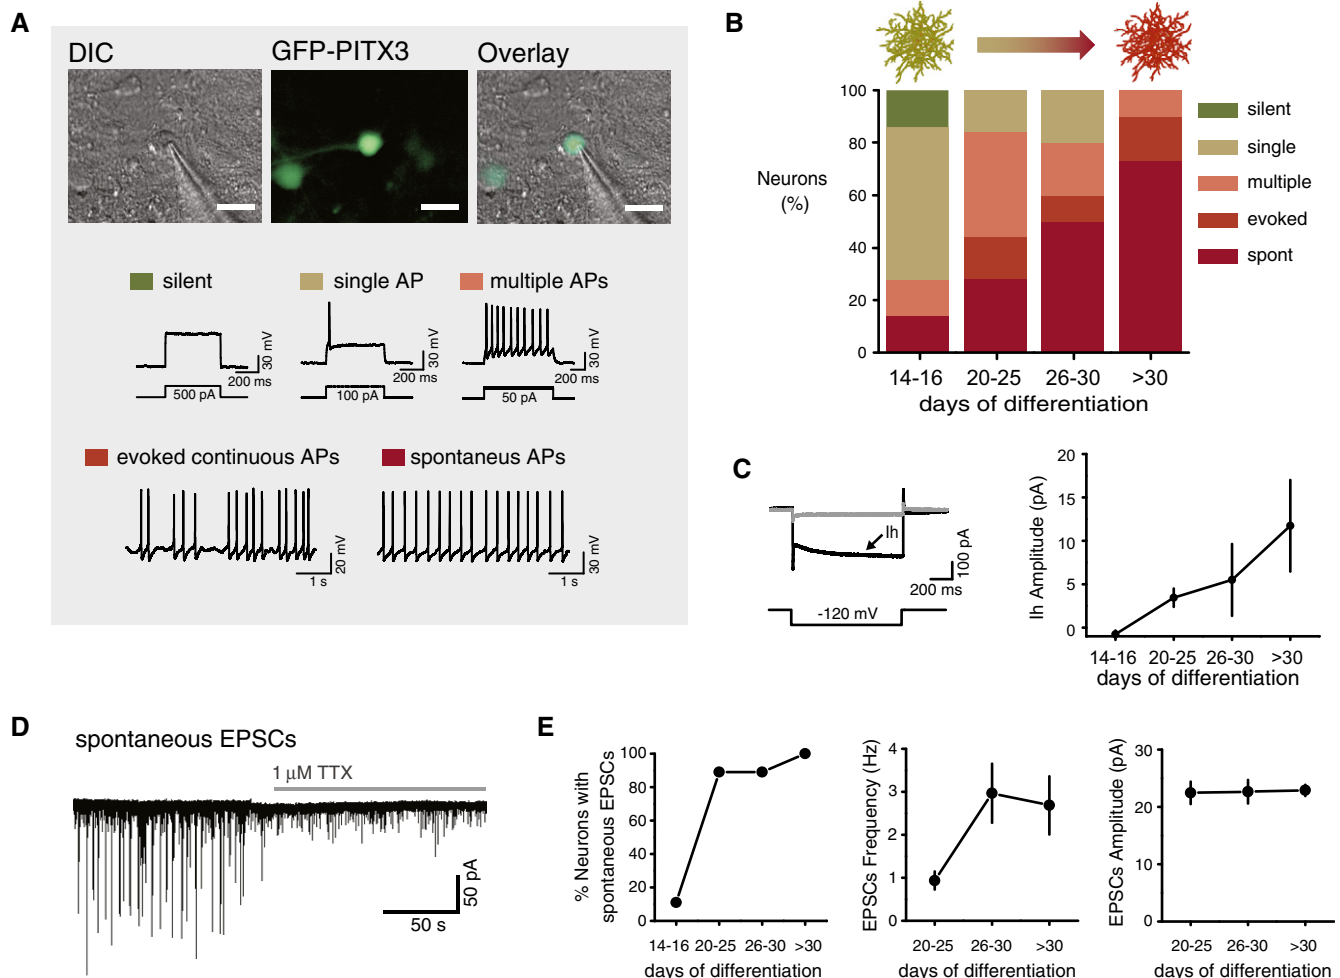 A
DIC
GFP-PITX3
Overlay
silent
single AP
multiple APs
30 mV
200 ms
500 pA
30 mV
200 ms
100 pA
30 mV
200 ms
50 pA
evoked continuous APs
spontaneus APs
20 mV
1 s
30 mV
1 s
B
Neurons
(%)
100
80
60
40
20
0
14-16
20-25
26-30
>30
days of differentiation
silent
single
multiple
evoked
spont
C
Ih
100 pA
200 ms
-120 mV
Ih Amplitude (pA)
20
15
10
5
0
14-16
20-25
26-30
>30
days of differentiation
D
spontaneous EPSCs
1 μM TTX
50 pA
50 s
E
% Neurons with
spontaneous EPSCs
100
80
60
40
20
0
14-16
20-25
26-30
>30
days of differentiation
EPSCs Frequency (Hz)
4
3
2
1
0
20-25
26-30
>30
days of differentiation
EPSCs Amplitude (pA)
30
20
10
0
20-25
26-30
>30
days of differentiation